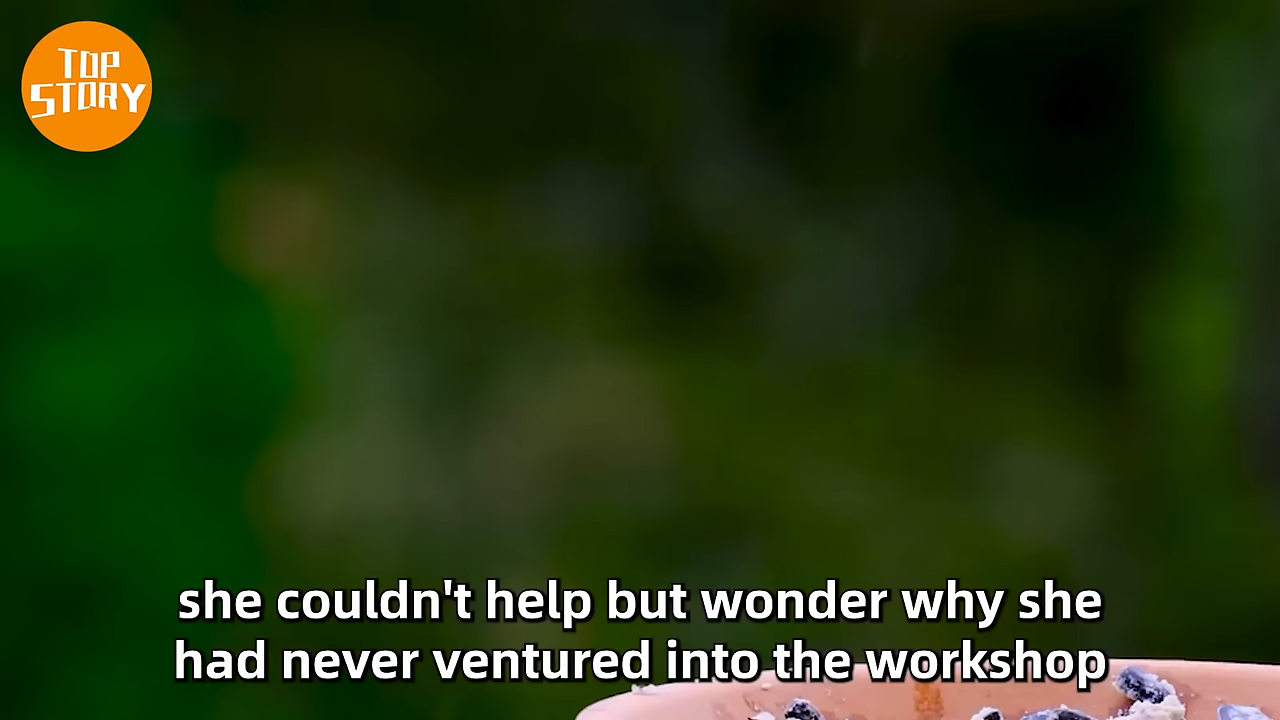 TOP
STORY
she couldn't help but wonder why she
had never ventured into the workshop